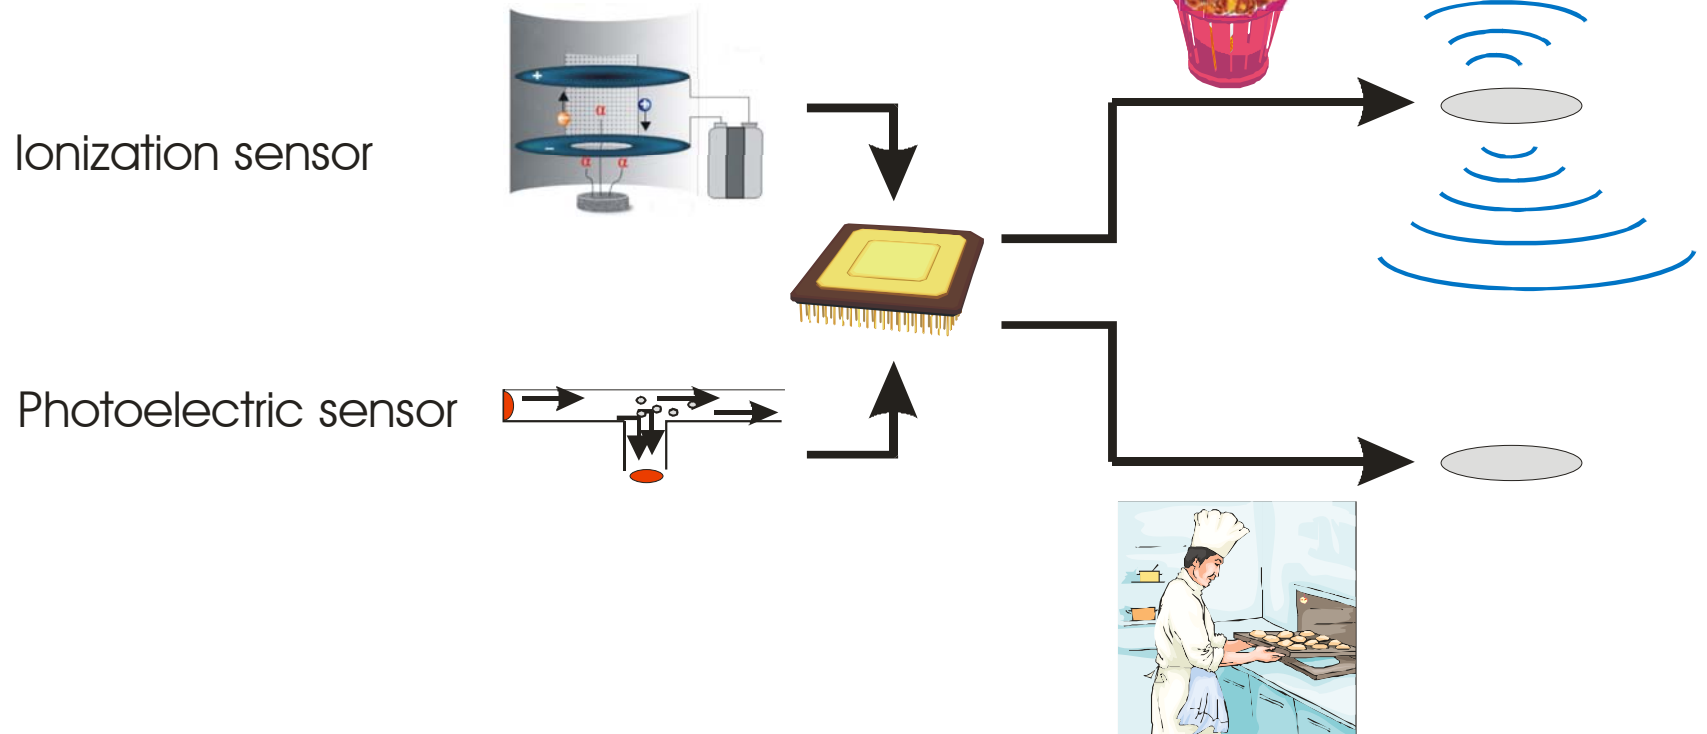 Ionization sensor
+
α
+
−
α α
Photoelectric sensor